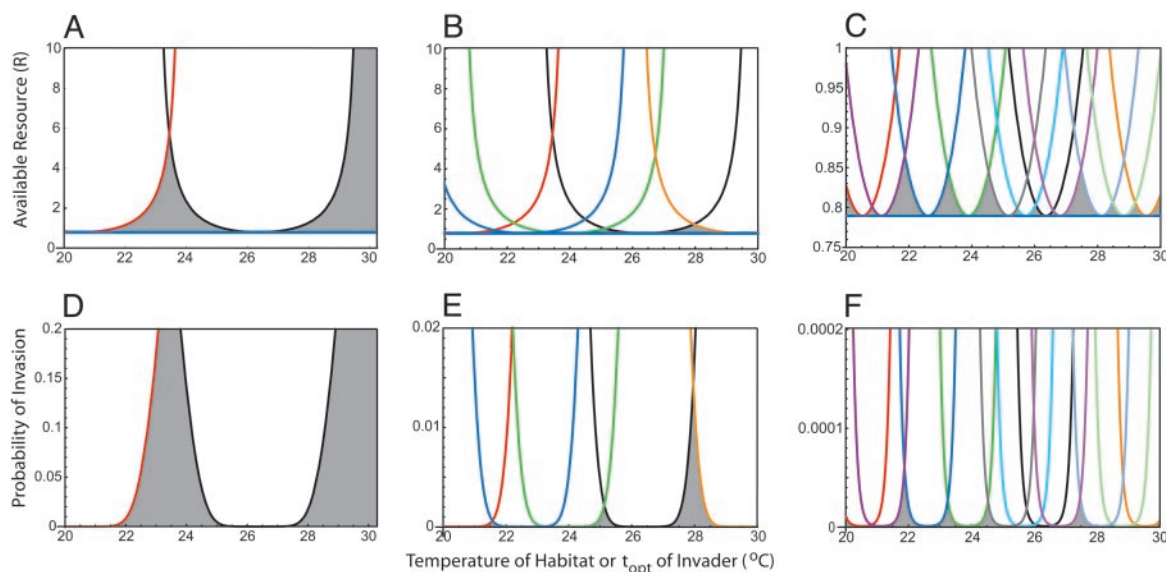 A
B
C
Available Resource (R)
10
8
6
4
2
0
20 22 24 26 28 30
10
8
6
4
2
0
20 22 24 26 28 30
1
0.95
0.9
0.85
0.8
0.75
20 22 24 26 28 30
D
E
F
Probability of Invasion
0.2
0.15
0.1
0.05
0
20 22 24 26 28 30
0.02
0.01
0
20 22 24 26 28 30
0.0002
0.0001
0
20 22 24 26 28 30
Temperature of Habitat or topt of Invader (°C)